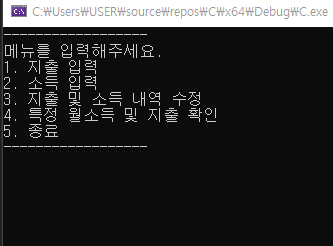 C:\Users\USER\source\repos\C\x64\Debug\C.exe
------------------
메뉴를 입력해주세요.
1. 지출 입력
2. 소득 입력
3. 지출 및 소득 내역 수정
4. 특정 월소득 및 지출 확인
5. 종료
------------------